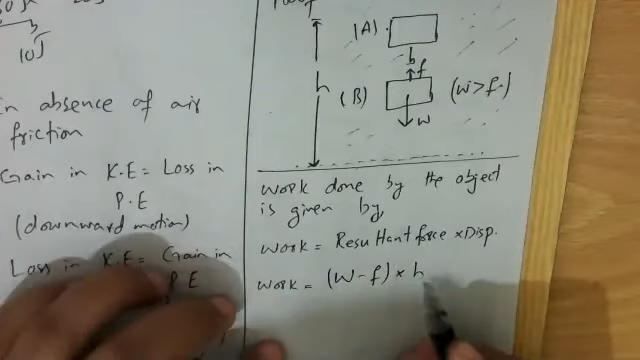 10J
In absence of air
friction
Gain in K.E = Loss in
P.E
(downward motion)
Loss in K.E = Gain in
P E
(A)
h
b
f
(B)
(W>f.)
W
Work done by the object
is given by
Work = Resultant force × Disp.
Work = (W-f) × h